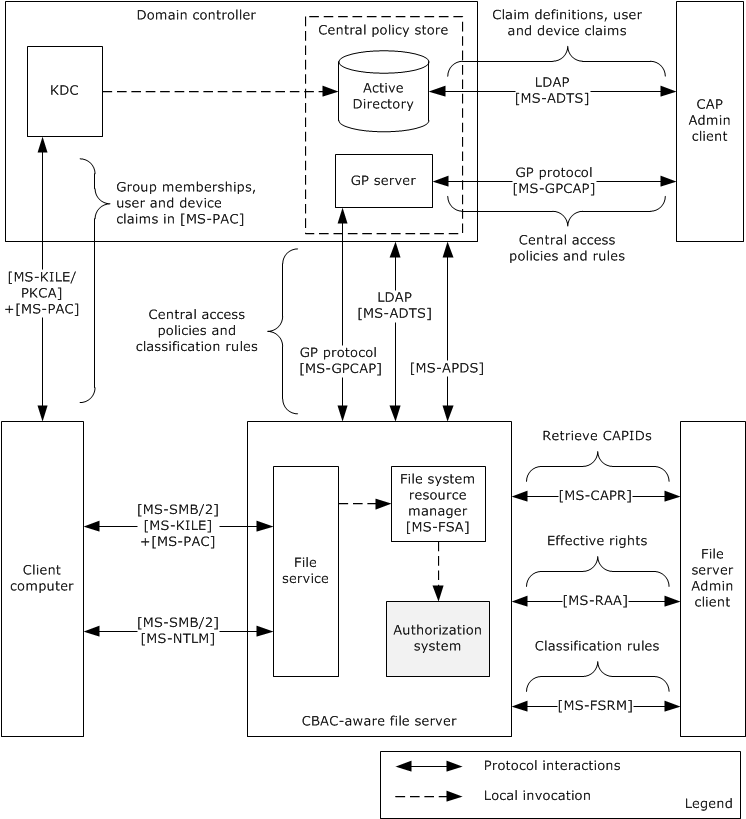 Domain controller
Central policy store
Claim definitions, user
and device claims
KDC
Active
Directory
LDAP
[MS-ADTS]
CAP
Admin
client
GP server
GP protocol
[MS-GPCAP]
Group memberships,
user and device
claims in [MS-PAC]
Central access
policies and rules
[MS-KILE/
PKCA]
+[MS-PAC]
Central access
policies and
classification rules
LDAP
[MS-ADTS]
GP protocol
[MS-GPCAP]
[MS-APDS]
Retrieve CAPIDs
[MS-CAPR]
File system
resource
manager
[MS-FSA]
[MS-SMB/2]
[MS-KILE]
+[MS-PAC]
Effective rights
[MS-RAA]
Client
computer
File
service
File
server
Admin
client
[MS-SMB/2]
[MS-NTLM]
Authorization
system
Classification rules
[MS-FSRM]
CBAC-aware file server
Protocol interactions
Local invocation
Legend